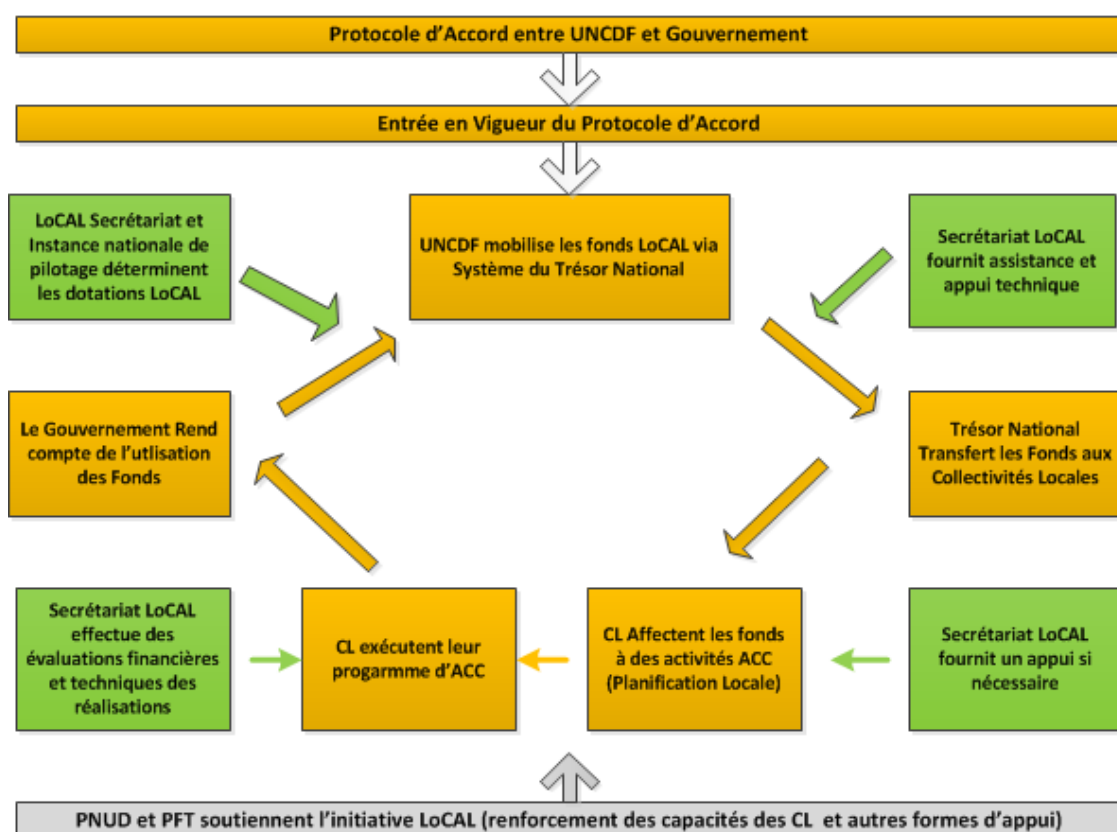 Protocole d'Accord entre UNCDF et Gouvernement
Entrée en Vigueur du Protocole d'Accord
LoCAL Secrétariat et
Instance nationale de
pilotage déterminent
les dotations LoCAL
UNCDF mobilise les fonds LoCAL via
Système du Trésor National
Secrétariat LoCAL
fournit assistance et
appui technique
Le Gouvernement Rend
compte de l'utlisation
des Fonds
Trésor National
Transfert les Fonds aux
Collectivités Locales
Secrétariat LoCAL
effectue des
évaluations financières
et techniques des
réalisations
CL exécutent leur
progarmme d'ACC
CL Affectent les fonds
à des activités ACC
(Planification Locale)
Secrétariat LoCAL
fournit un appui si
nécessaire
PNUD et PFT soutiennent l'initiative LoCAL (renforcement des capacités des CL et autres formes d'appui)